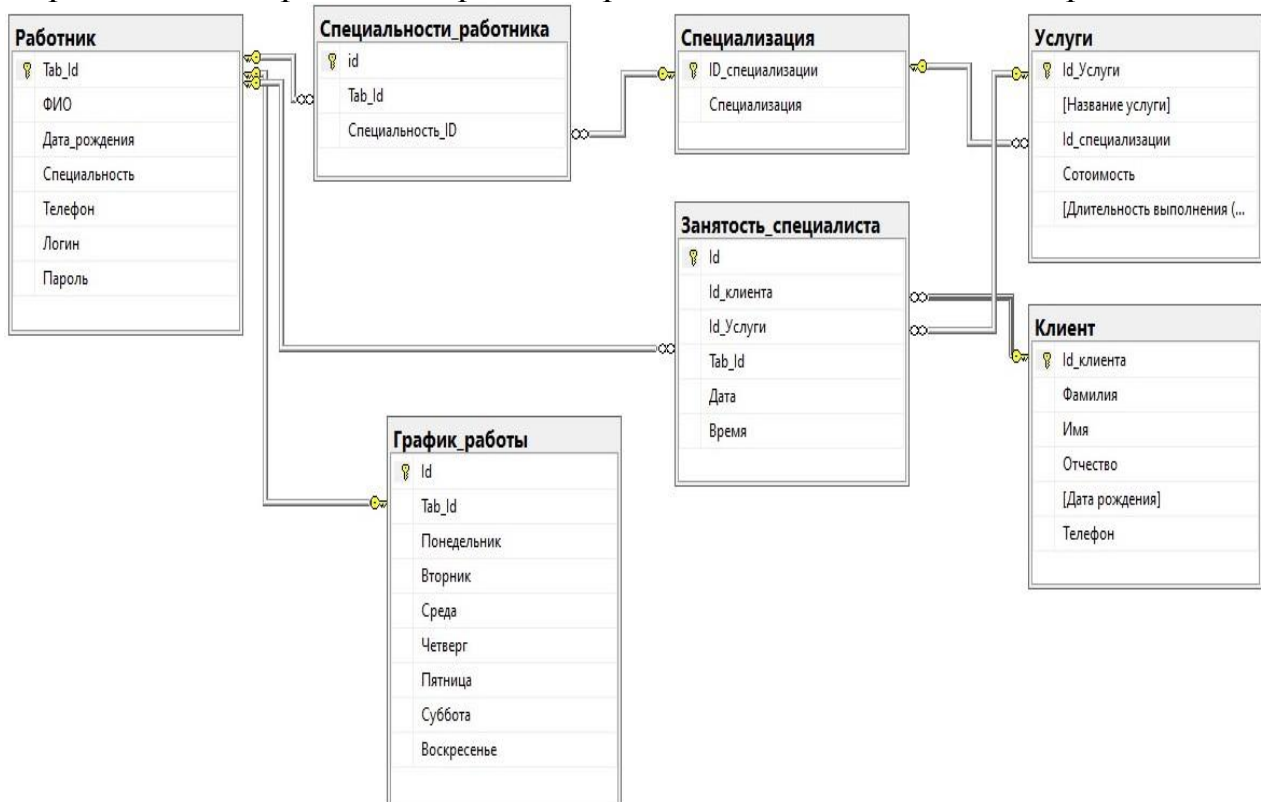 Работник
Tab_Id
ФИО
Дата_рождения
Специальность
Телефон
Логин
Пароль
Специальности_работника
id
Tab_Id
Специальность_ID
Специализация
ID_специализации
Специализация
Услуги
Id_Услуги
[Название услуги]
Id_специализации
Сотоимость
[Длительность выполнения (...
Занятость_специалиста
Id
Id_клиента
Id_Услуги
Tab_Id
Дата
Время
Клиент
Id_клиента
Фамилия
Имя
Отчество
[Дата рождения]
Телефон
График_работы
Id
Tab_Id
Понедельник
Вторник
Среда
Четверг
Пятница
Суббота
Воскресенье